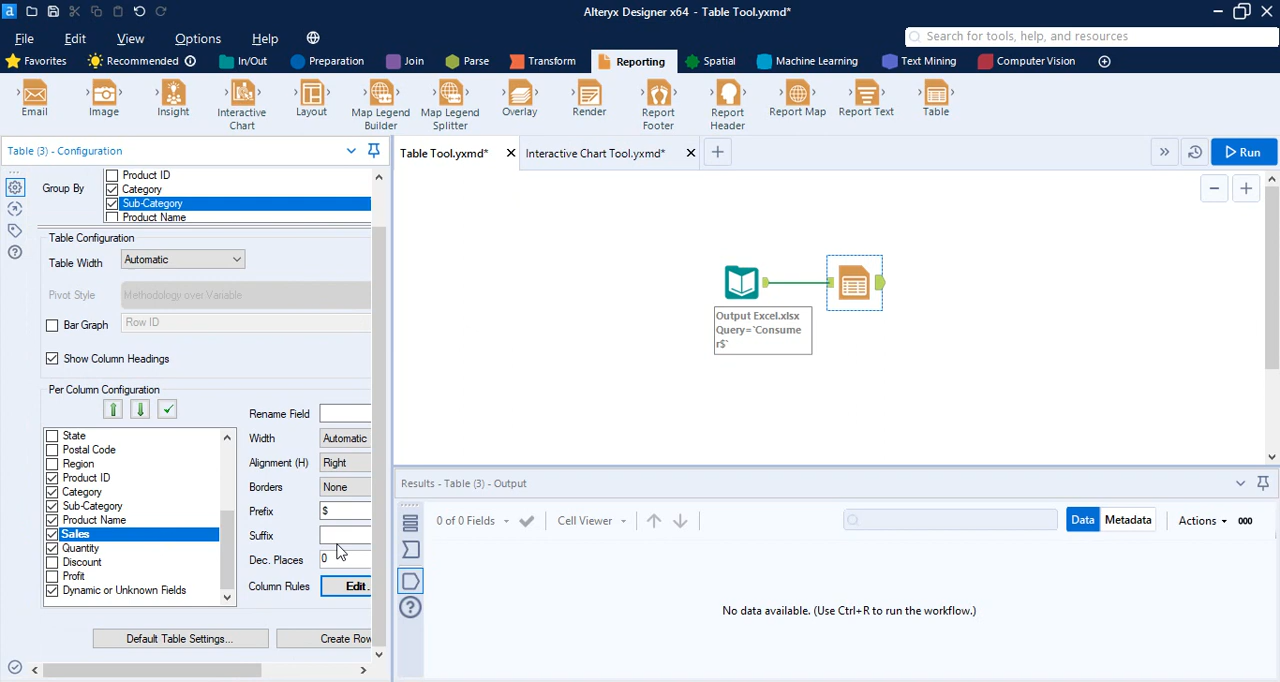 Alteryx Designer x64 - Table Tool.yxmd*
File Edit View Options Help
Search for tools, help, and resources
Favorites Recommended In/Out Preparation Join Parse Transform Reporting Spatial Machine Learning Text Mining Computer Vision
Email Image Insight Interactive Chart Layout Map Legend Builder Map Legend Splitter Overlay Render Report Footer Report Header Report Map Report Text Table
Table (3) - Configuration
Table Tool.yxmd*
Interactive Chart Tool.yxmd*
Run
Product ID
Group By
Category
Sub-Category
Product Name
Table Configuration
Table Width Automatic
Pivot Style Methodology over Variable
Bar Graph Row ID
Show Column Headings
Per Column Configuration
State
Postal Code
Region
Product ID
Category
Sub-Category
Product Name
Sales
Quantity
Discount
Profit
Dynamic or Unknown Fields
Rename Field
Width Automatic
Alignment (H) Right
Borders None
Prefix $
Suffix
Dec. Places 0
Column Rules Edit.
Default Table Settings...
Create Row
Output Excel.xlsx
Query=`Consume
r$`
Results - Table (3) - Output
0 of 0 Fields
Cell Viewer
Data Metadata
Actions
000
No data available. (Use Ctrl+R to run the workflow.)